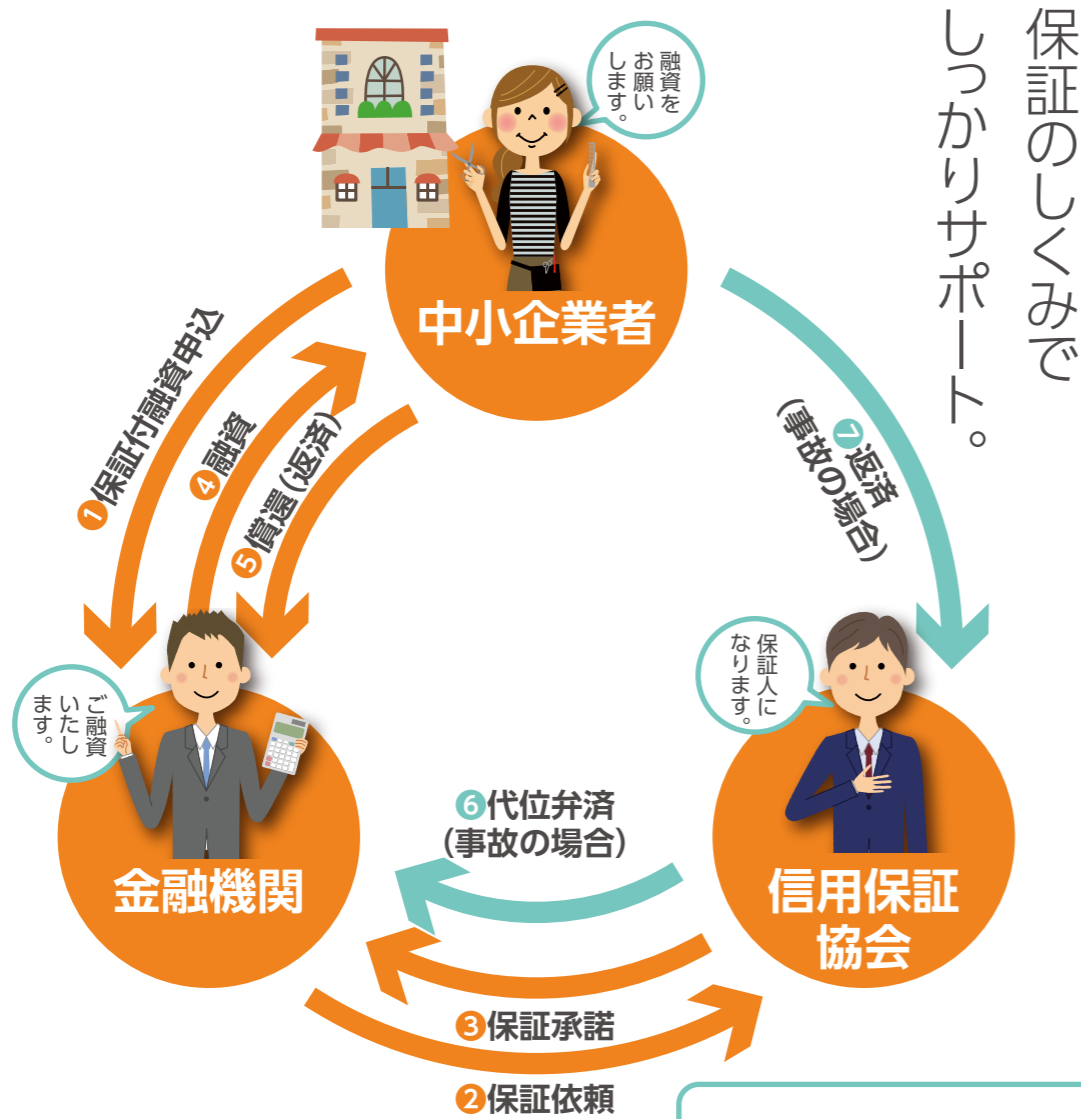 保証のしくみで
しっかりサポート。
融資を
お願い
します。
中小企業者
❶保証付融資申込
❹融資
❺償還(返済)
❼返済
(事故の場合)
ご融資
いたし
ます。
金融機関
保証人に
なります。
信用保証
協会
❻代位弁済
(事故の場合)
❸保証承諾
❷保証依頼